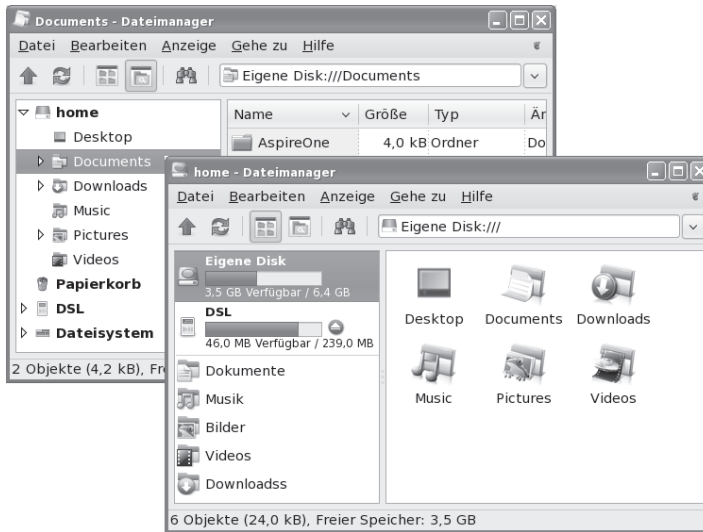 Documents - Dateimanager
Datei Bearbeiten Anzeige Gehe zu Hilfe
Eigene Disk:///Documents
home
Desktop
Documents
Downloads
Music
Pictures
Videos
Papierkorb
DSL
Dateisystem
Name Größe Typ
AspireOne 4,0 kB Ordner
2 Objekte (4,2 kB),
home - Dateimanager
Datei Bearbeiten Anzeige Gehe zu Hilfe
Eigene Disk:///
Eigene Disk
3,5 GB Verfügbar / 6,4 GB
DSL
46,0 MB Verfügbar / 239,0 MB
Dokumente
Musik
Bilder
Videos
Downloadss
Desktop Documents Downloads
Music Pictures Videos
6 Objekte (24,0 kB), Freier Speicher: 3,5 GB